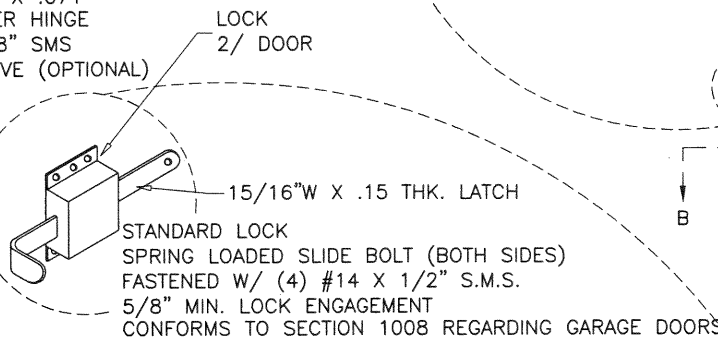 ER HINGE
8" SMS
VE (OPTIONAL)
LOCK
2/ DOOR
15/16"W X .15 THK. LATCH
STANDARD LOCK
SPRING LOADED SLIDE BOLT (BOTH SIDES)
FASTENED W/ (4) #14 X 1/2" S.M.S.
5/8" MIN. LOCK ENGAGEMENT
CONFORMS TO SECTION 1008 REGARDING GARAGE DOORS
B